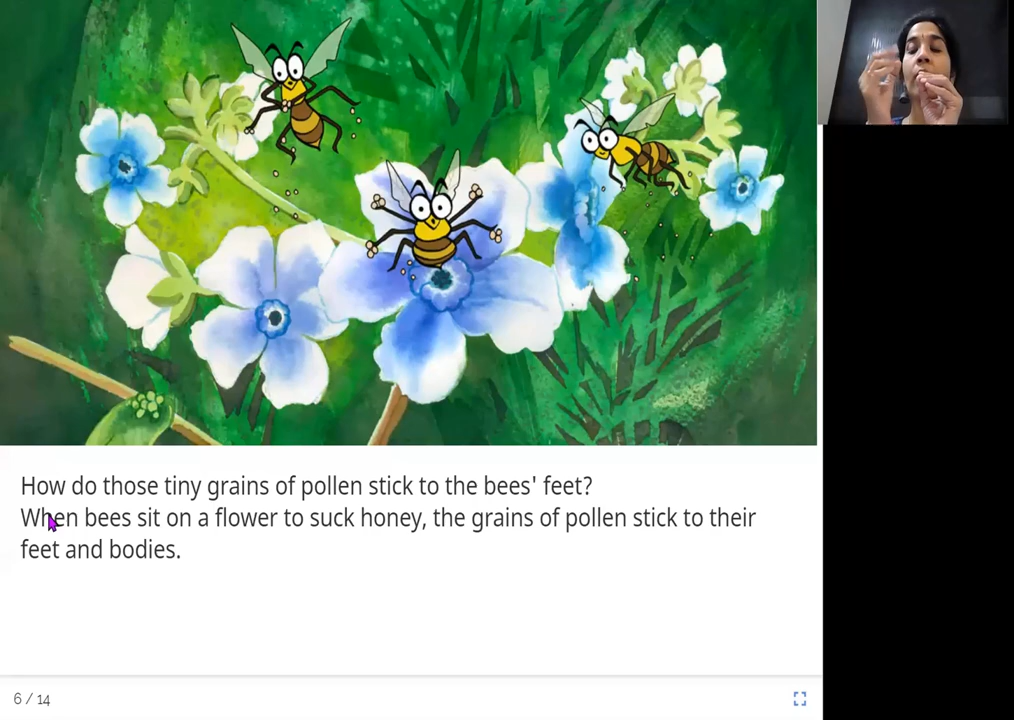 How do those tiny grains of pollen stick to the bees' feet?
When bees sit on a flower to suck honey, the grains of pollen stick to their
feet and bodies.
6 / 14